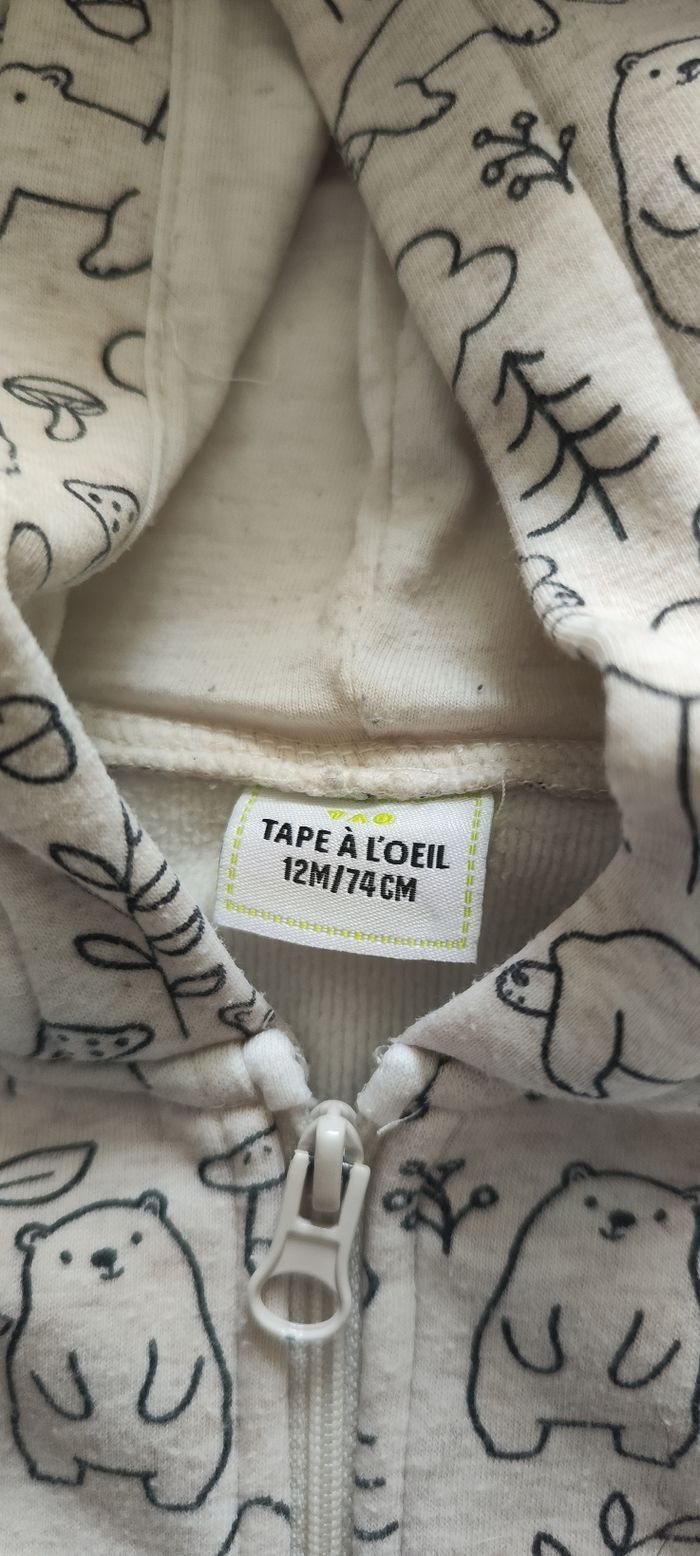 TAO
TAPE À L'OEIL
12M/74CM